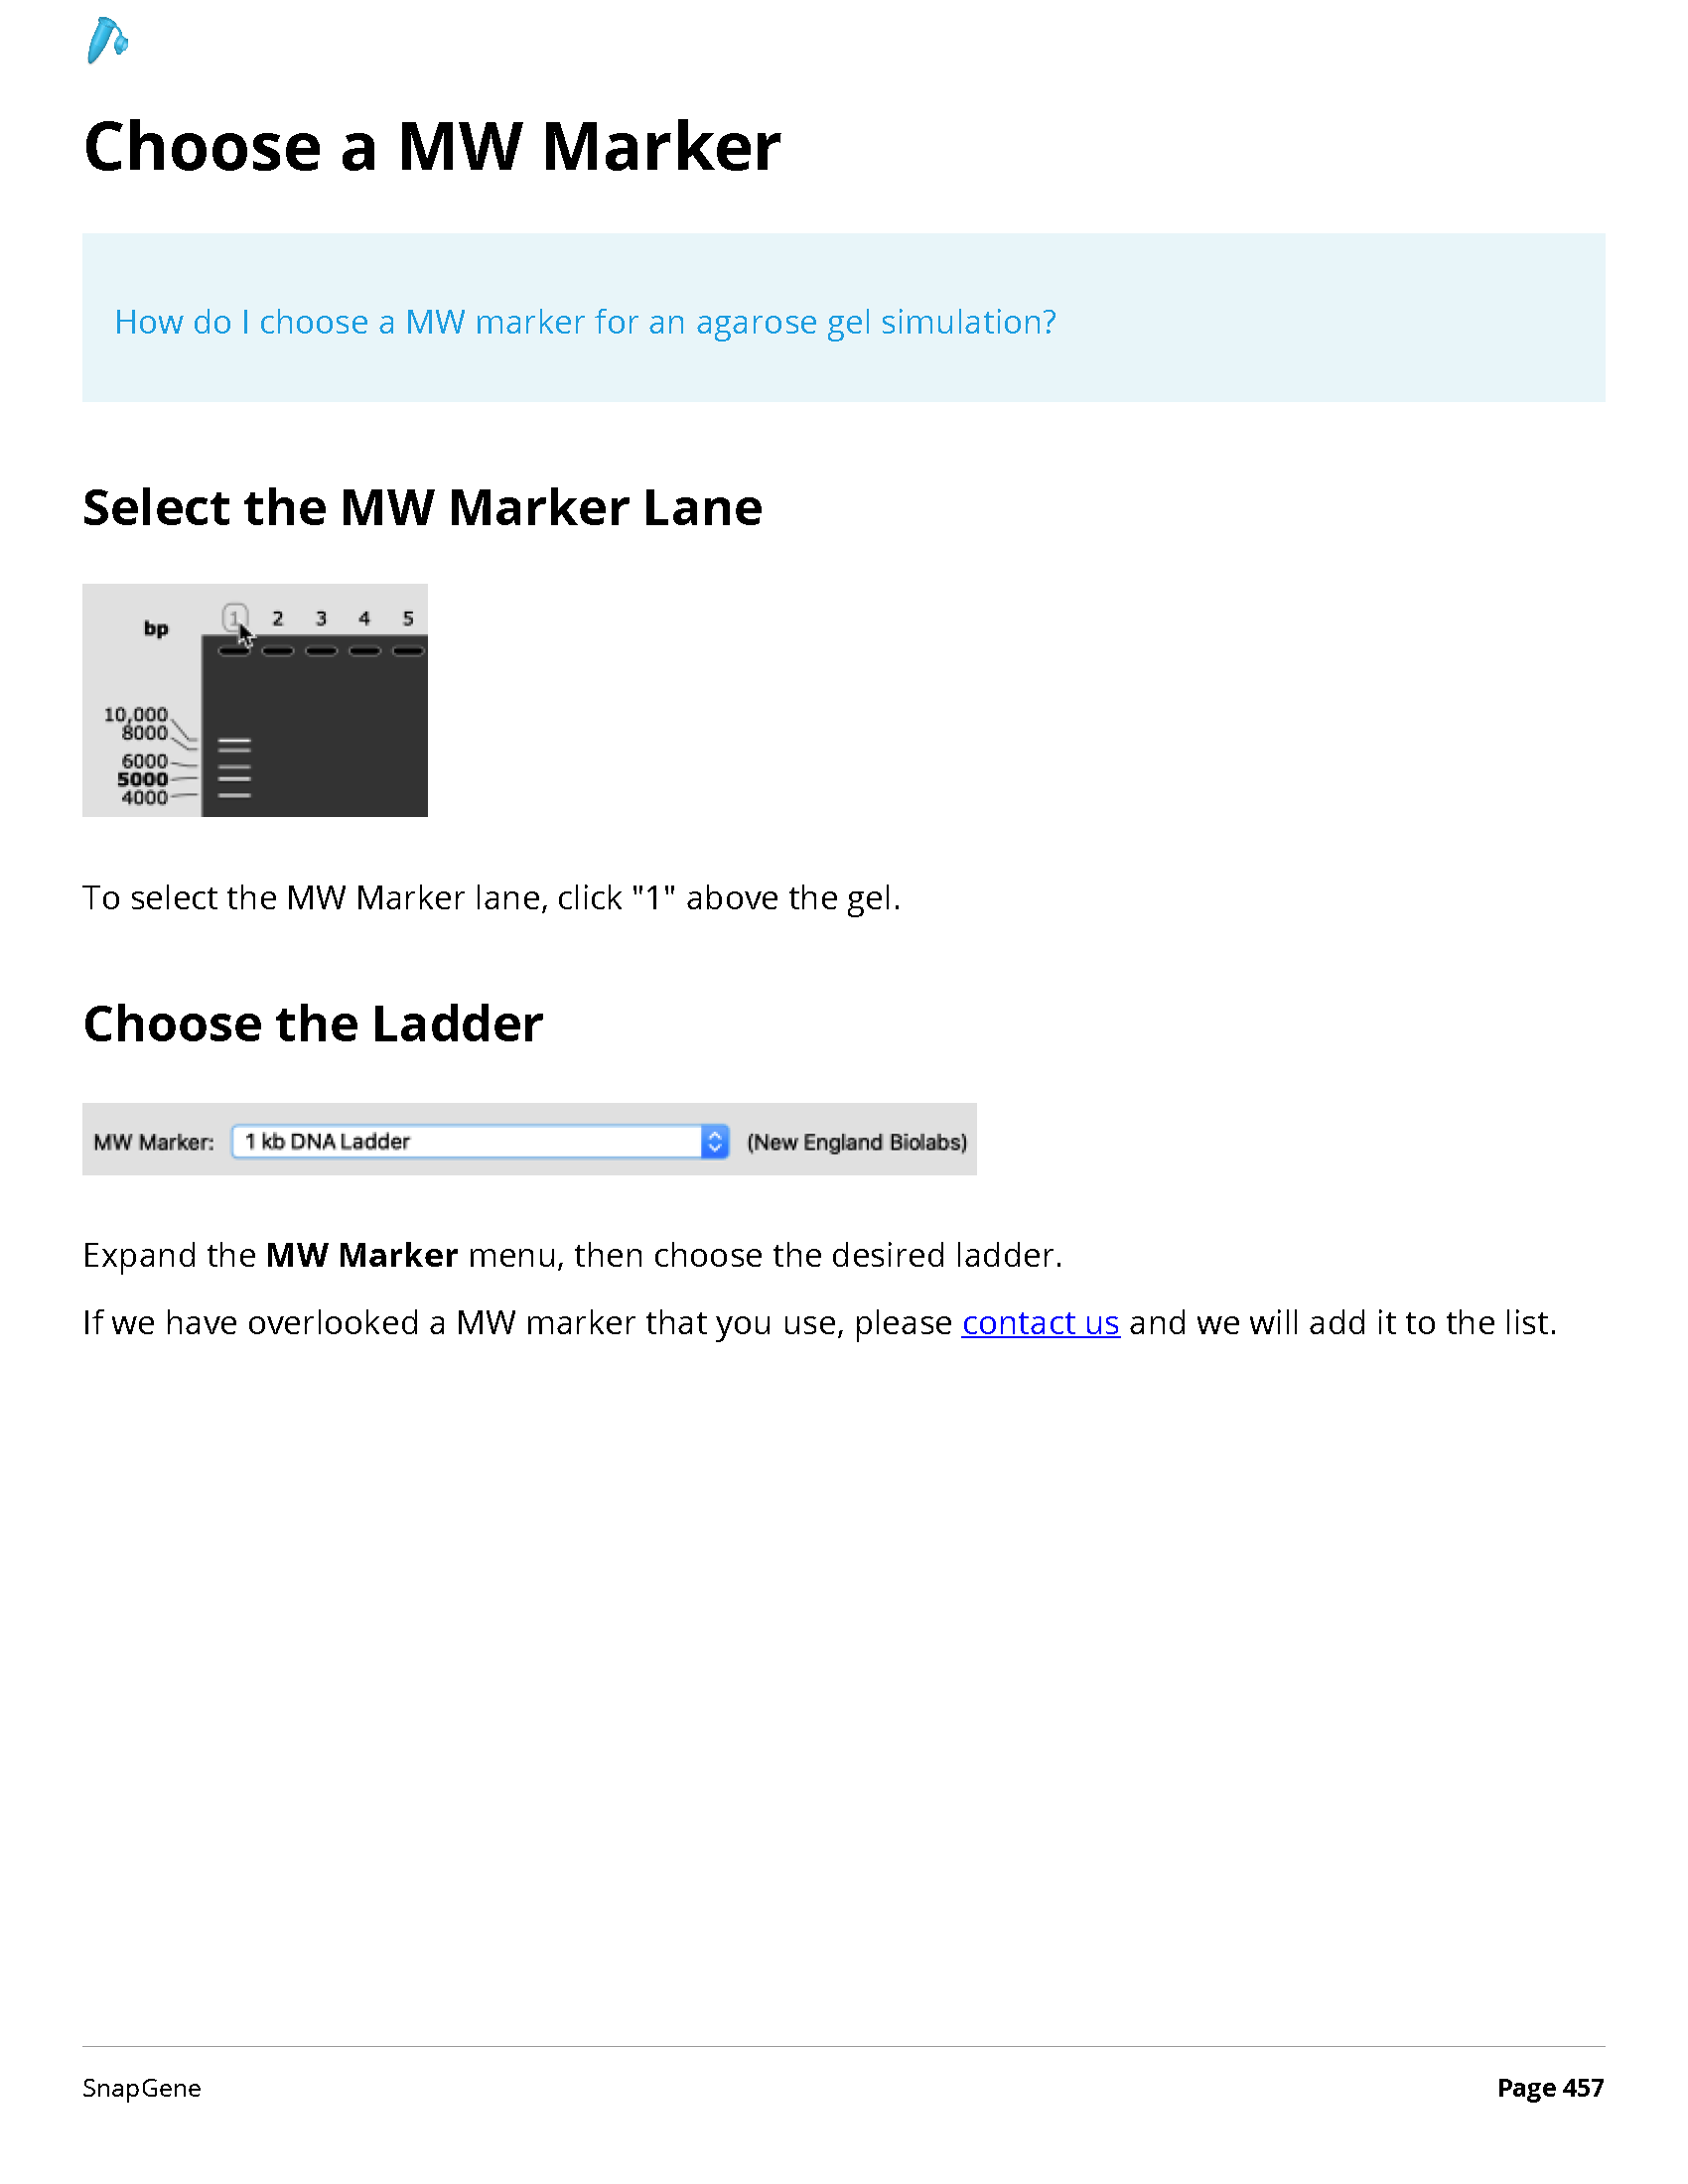 Choose a MW Marker
How do I choose a MW marker for an agarose gel simulation?
Select the MW Marker Lane
bp 1 2 3 4 5
10,000
8000
6000
5000
4000
To select the MW Marker lane, click "1" above the gel.
Choose the Ladder
MW Marker: 1 kb DNA Ladder (New England Biolabs)
Expand the MW Marker menu, then choose the desired ladder.
If we have overlooked a MW marker that you use, please contact us and we will add it to the list.
SnapGene Page 457